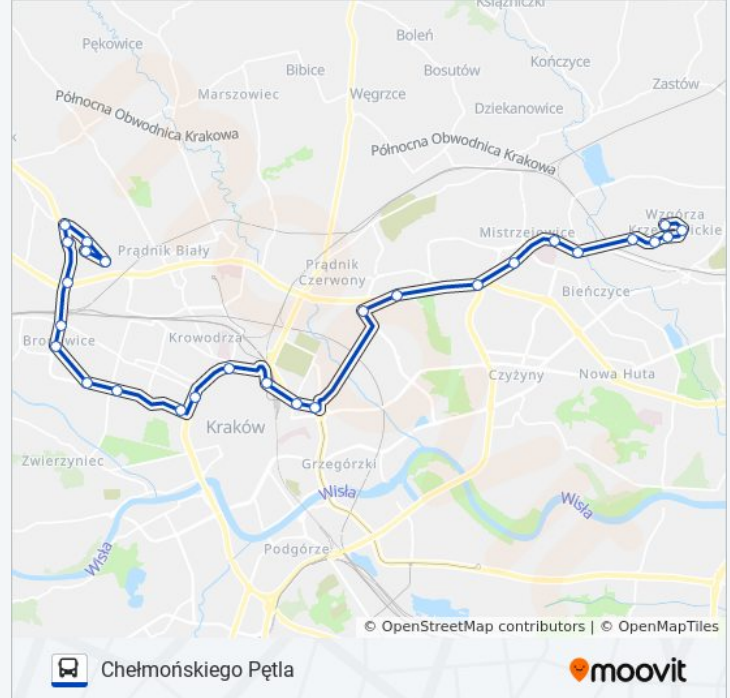 Książniczki
Pękowice
Boleń
Kończyce
Bibice
Bosutów
Zastów
Marszowiec
Węgrzce
Dziekanowice
Północna Obwodnica Krakowa
Północna Obwodnica Krakowa
Wzgórza
Krzesławickie
Mistrzejowice
Prądnik Biały
Prądnik
Czerwony
Bieńczyce
Bronowice
Krowodrza
Czyżyny
Nowa Huta
Kraków
Zwierzyniec
Grzegórzki
Wisła
Wisła
Podgórze
Wisła
© OpenStreetMap contributors | © OpenMapTiles
Chełmońskiego Pętla
moovit